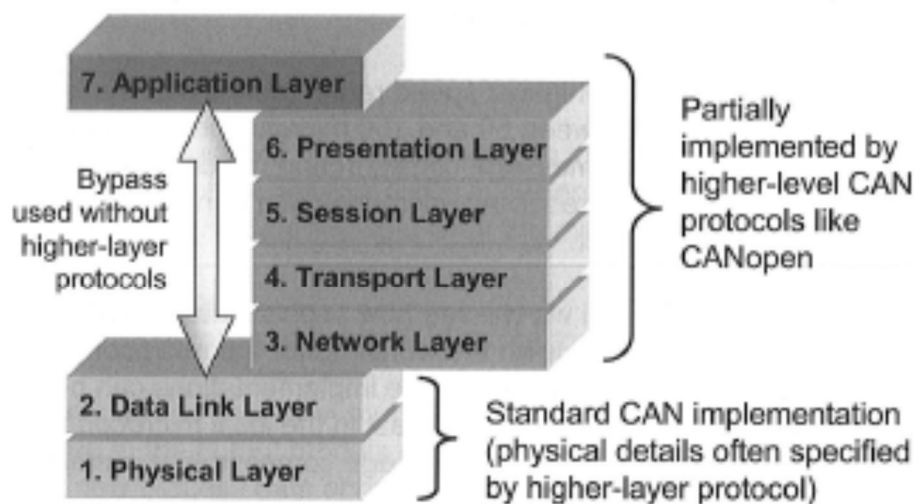 7. Application Layer
6. Presentation Layer
5. Session Layer
4. Transport Layer
3. Network Layer
2. Data Link Layer
1. Physical Layer
Bypass
used without
higher-layer
protocols
Partially
implemented by
higher-level CAN
protocols like
CANopen
Standard CAN implementation
(physical details often specified
by higher-layer protocol)